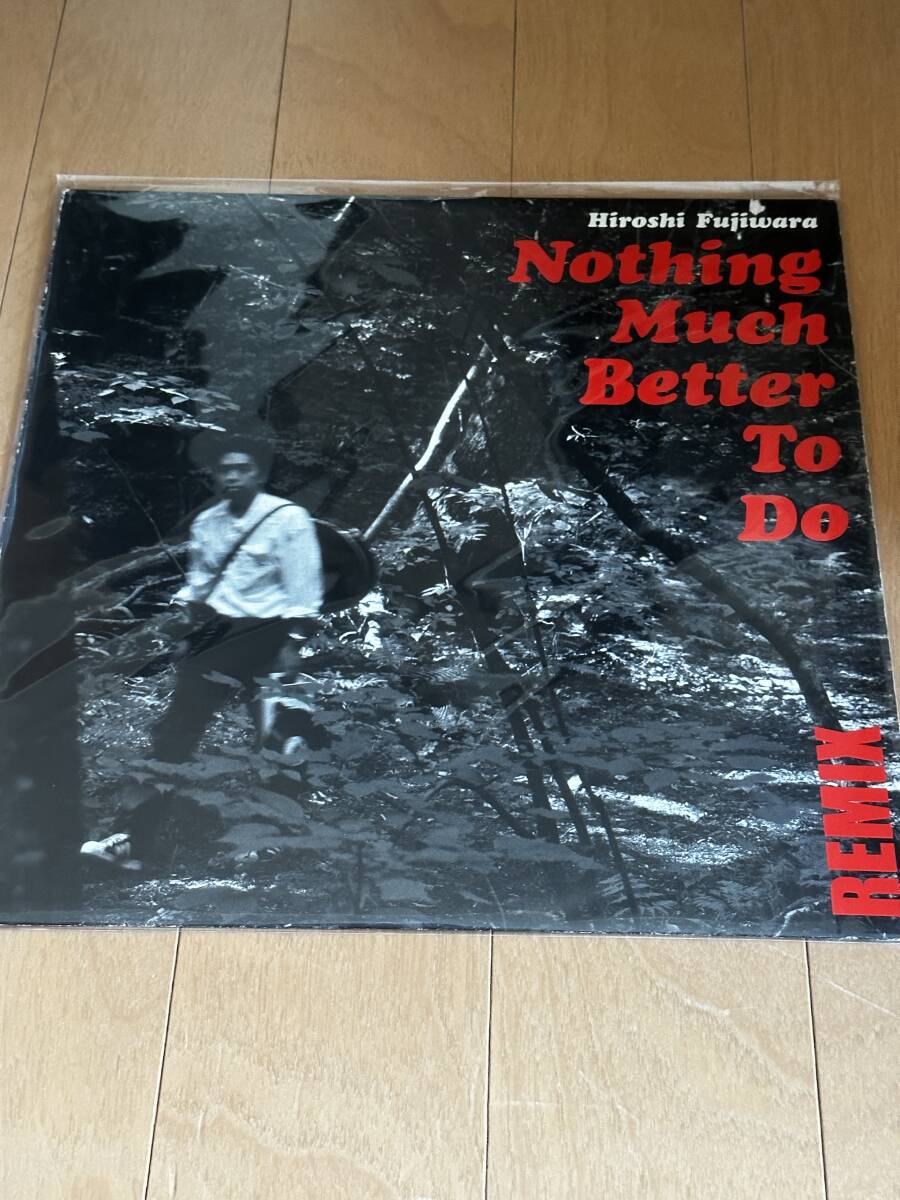 Hiroshi Fujiwara
Nothing
Much
Better
To
Do
REMIX